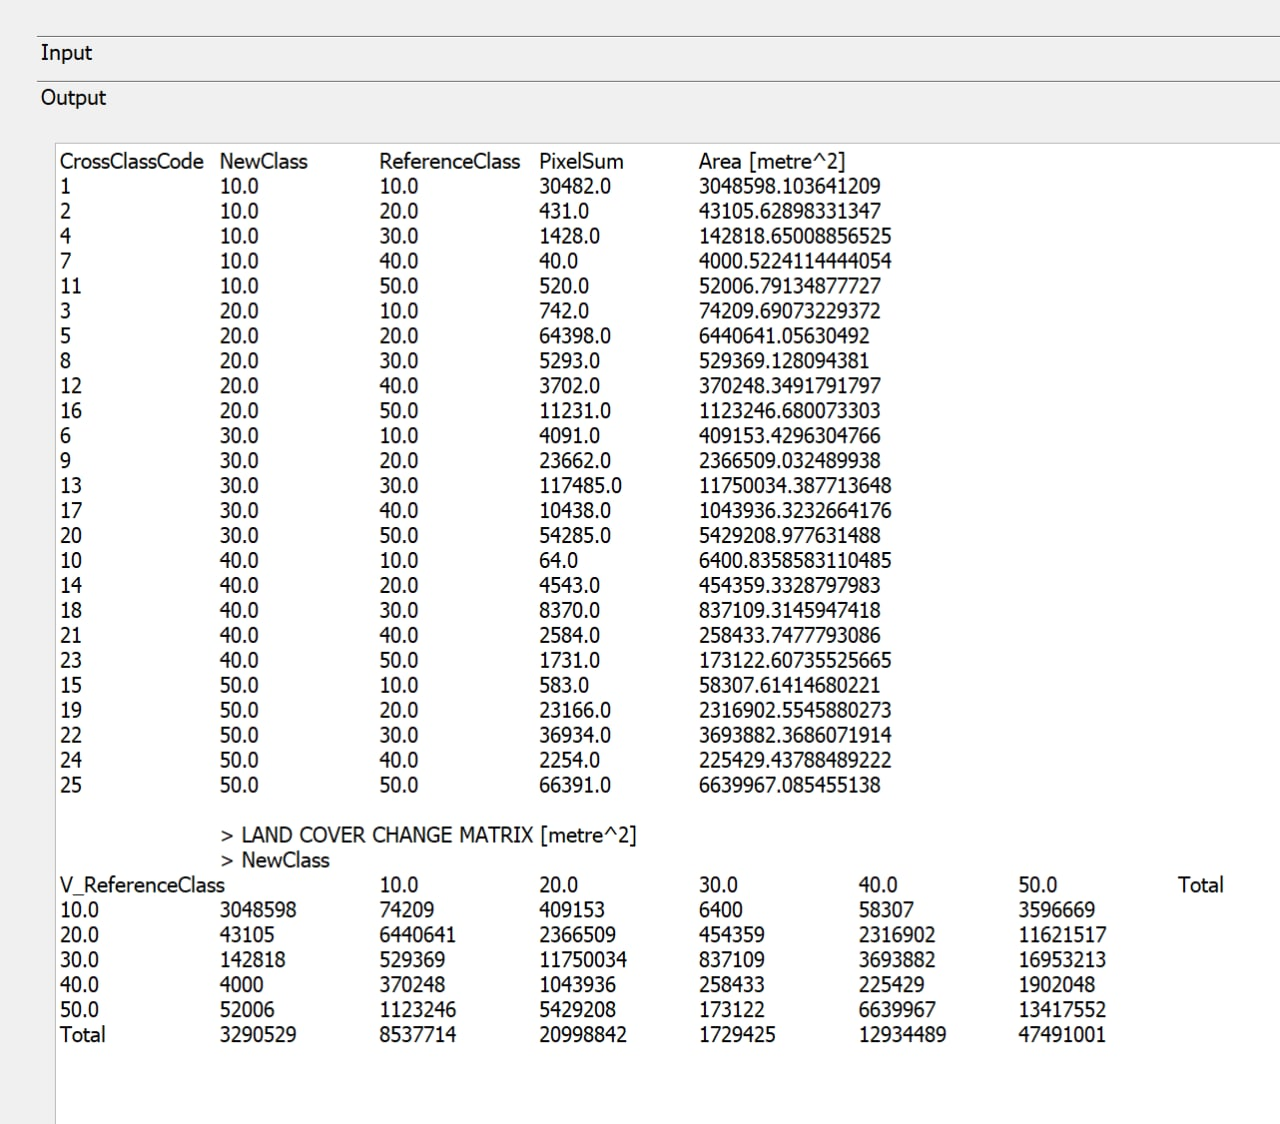 Input
Output
CrossClassCode NewClass ReferenceClass PixelSum Area [metre^2]
1 10.0 10.0 30482.0 3048598.103641209
2 10.0 20.0 431.0 43105.62898331347
4 10.0 30.0 1428.0 142818.65008856525
7 10.0 40.0 40.0 4000.5224114444054
11 10.0 50.0 520.0 52006.79134877727
3 20.0 10.0 742.0 74209.69073229372
5 20.0 20.0 64398.0 6440641.05630492
8 20.0 30.0 5293.0 529369.128094381
12 20.0 40.0 3702.0 370248.3491791797
16 20.0 50.0 11231.0 1123246.680073303
6 30.0 10.0 4091.0 409153.4296304766
9 30.0 20.0 23662.0 2366509.032489938
13 30.0 30.0 117485.0 11750034.387713648
17 30.0 40.0 10438.0 1043936.3232664176
20 30.0 50.0 54285.0 5429208.977631488
10 40.0 10.0 64.0 6400.8358583110485
14 40.0 20.0 4543.0 454359.3328797983
18 40.0 30.0 8370.0 837109.3145947418
21 40.0 40.0 2584.0 258433.7477793086
23 40.0 50.0 1731.0 173122.60735525665
15 50.0 10.0 583.0 58307.61414680221
19 50.0 20.0 23166.0 2316902.5545880273
22 50.0 30.0 36934.0 3693882.3686071914
24 50.0 40.0 2254.0 225429.43788489222
25 50.0 50.0 66391.0 6639967.085455138
> LAND COVER CHANGE MATRIX [metre^2]
> NewClass
V_ReferenceClass 10.0 20.0 30.0 40.0 50.0 Total
10.0 3048598 74209 409153 6400 58307 3596669
20.0 43105 6440641 2366509 454359 2316902 11621517
30.0 142818 529369 11750034 837109 3693882 16953213
40.0 4000 370248 1043936 258433 225429 1902048
50.0 52006 1123246 5429208 173122 6639967 13417552
Total 3290529 8537714 20998842 1729425 12934489 47491001